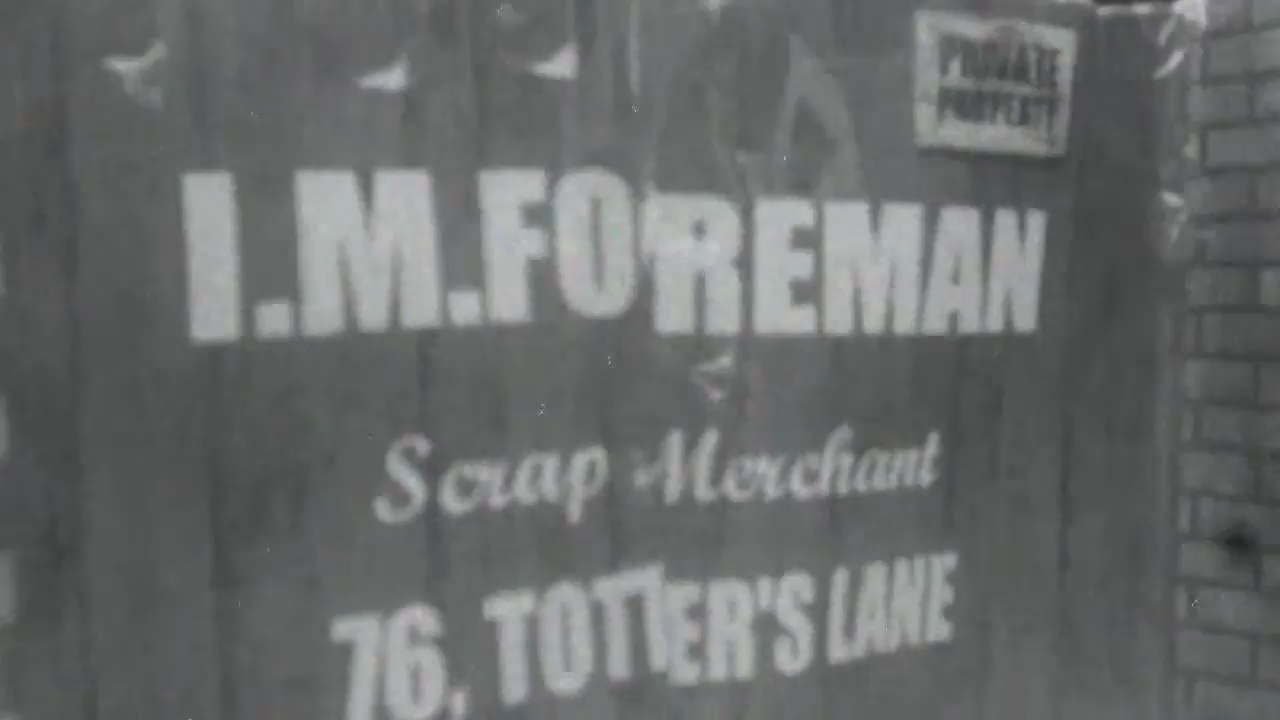 PRIVATE
PROPERTY
I.M.FOREMAN
Scrap Merchant
76, TOTTER'S LANE